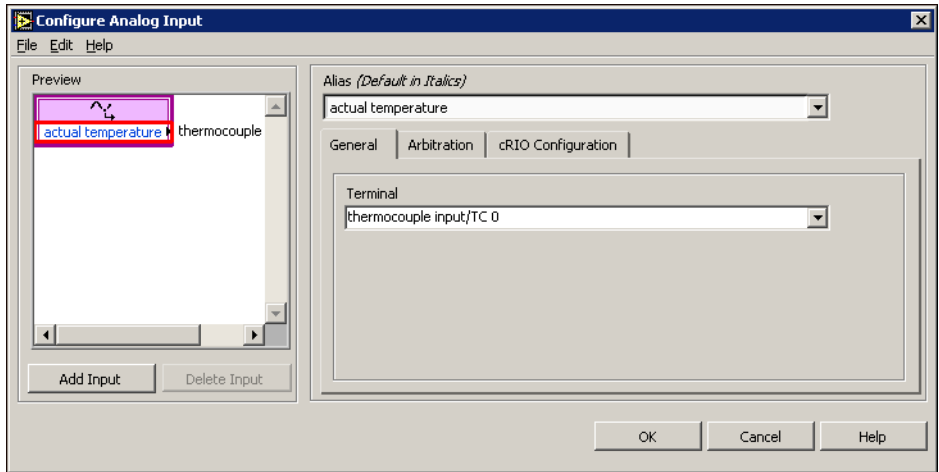 Configure Analog Input
File Edit Help
Preview
actual temperature thermocouple
Add Input Delete Input
Alias (Default in Italics)
actual temperature
General Arbitration cRIO Configuration
Terminal
thermocouple input/TC 0
OK Cancel Help